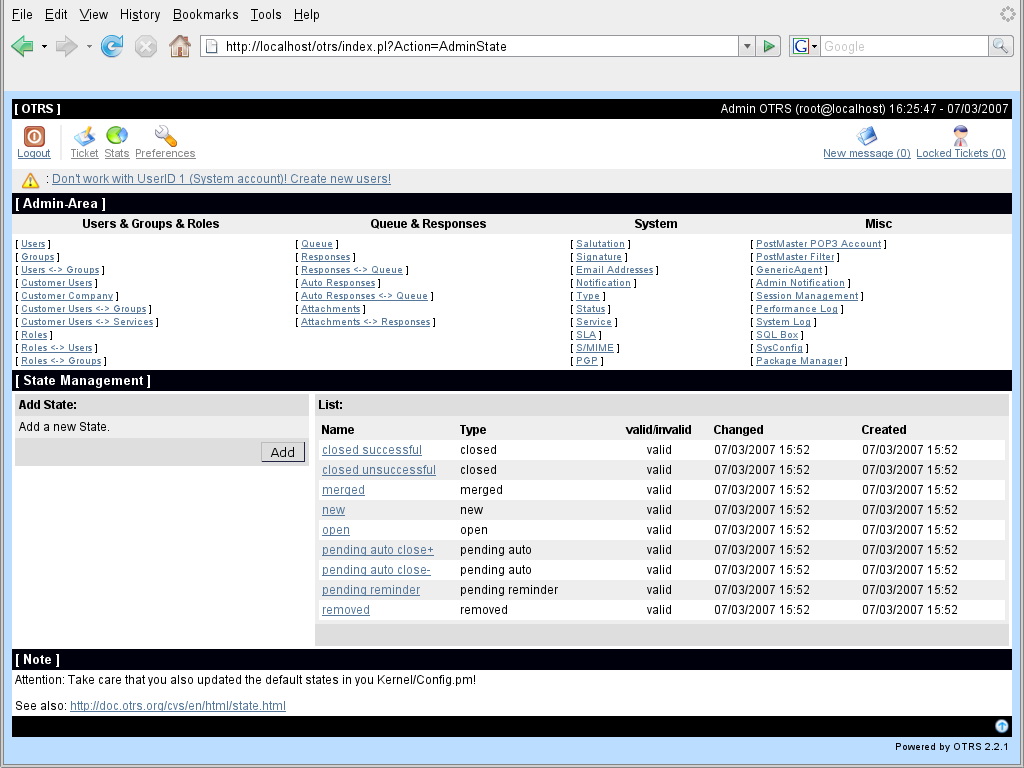 File Edit View History Bookmarks Tools Help
http://localhost/otrs/index.pl?Action=AdminState
G Google
[ OTRS ] Admin OTRS (root@localhost) 16:25:47 - 07/03/2007
Logout Ticket Stats Preferences New message (0) Locked Tickets (0)
: Don't work with UserID 1 (System account)! Create new users!
[ Admin-Area ]
Users & Groups & Roles Queue & Responses System Misc
[ Users ] [ Queue ] [ Salutation ] [ PostMaster POP3 Account ]
[ Groups ] [ Responses ] [ Signature ] [ PostMaster Filter ]
[ Users <-> Groups ] [ Responses <-> Queue ] [ Email Addresses ] [ GenericAgent ]
[ Customer Users ] [ Auto Responses ] [ Notification ] [ Admin Notification ]
[ Customer Company ] [ Auto Responses <-> Queue ] [ Type ] [ Session Management ]
[ Customer Users <-> Groups ] [ Attachments ] [ Status ] [ Performance Log ]
[ Customer Users <-> Services ] [ Attachments <-> Responses ] [ Service ] [ System Log ]
[ Roles ] [ SLA ] [ SQL Box ]
[ Roles <-> Users ] [ S/MIME ] [ SysConfig ]
[ Roles <-> Groups ] [ PGP ] [ Package Manager ]
[ State Management ]
Add State: List:
Add a new State.
Add
Name Type valid/invalid Changed Created
closed successful closed valid 07/03/2007 15:52 07/03/2007 15:52
closed unsuccessful closed valid 07/03/2007 15:52 07/03/2007 15:52
merged merged valid 07/03/2007 15:52 07/03/2007 15:52
new new valid 07/03/2007 15:52 07/03/2007 15:52
open open valid 07/03/2007 15:52 07/03/2007 15:52
pending auto close+ pending auto valid 07/03/2007 15:52 07/03/2007 15:52
pending auto close- pending auto valid 07/03/2007 15:52 07/03/2007 15:52
pending reminder pending reminder valid 07/03/2007 15:52 07/03/2007 15:52
removed removed valid 07/03/2007 15:52 07/03/2007 15:52
[ Note ]
Attention: Take care that you also updated the default states in you Kernel/Config.pm!
See also: http://doc.otrs.org/cvs/en/html/state.html
Powered by OTRS 2.2.1